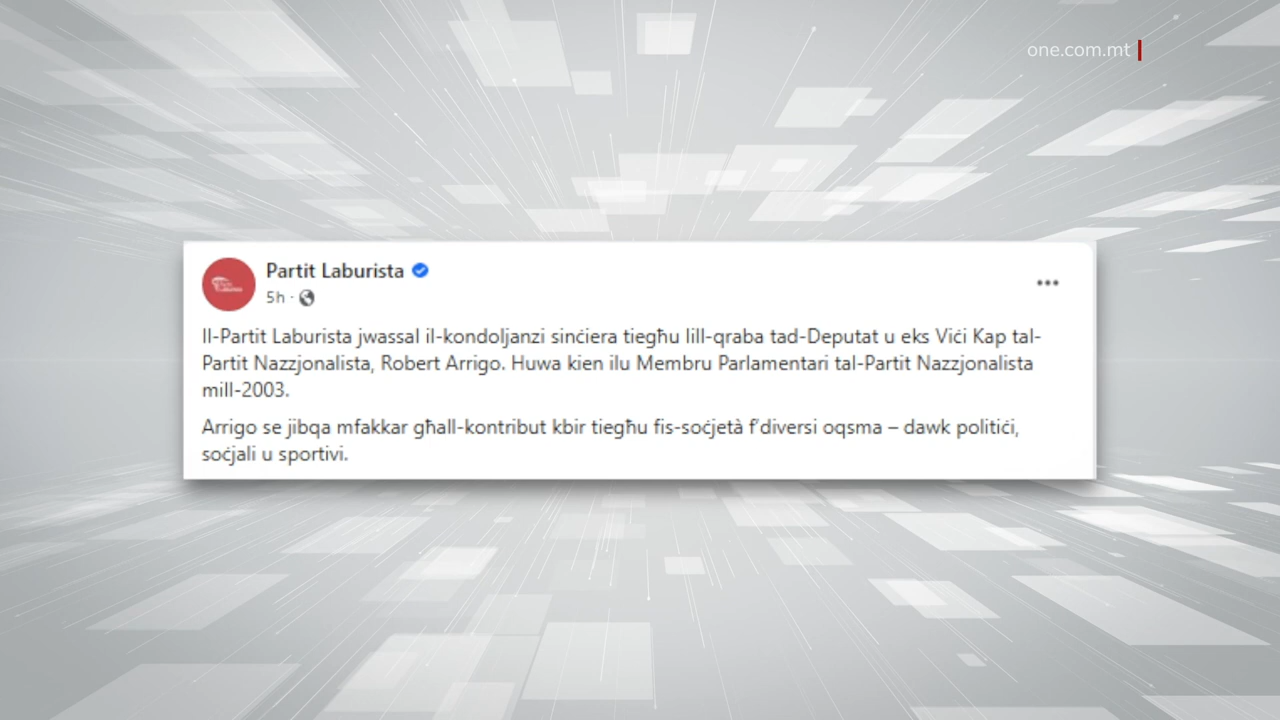 one.com.mt
Partit Laburista
5h ·
Il-Partit Laburista jwassal il-kondoljanzi sinċiera tiegħu lill-qraba tad-Deputat u eks Viċi Kap tal-
Partit Nazzjonalista, Robert Arrigo. Huwa kien ilu Membru Parlamentari tal-Partit Nazzjonalista
mill-2003.
Arrigo se jibqa mfakkar għall-kontribut kbir tiegħu fis-soċjetà f'diversi oqsma – dawk politiċi,
soċjali u sportivi.